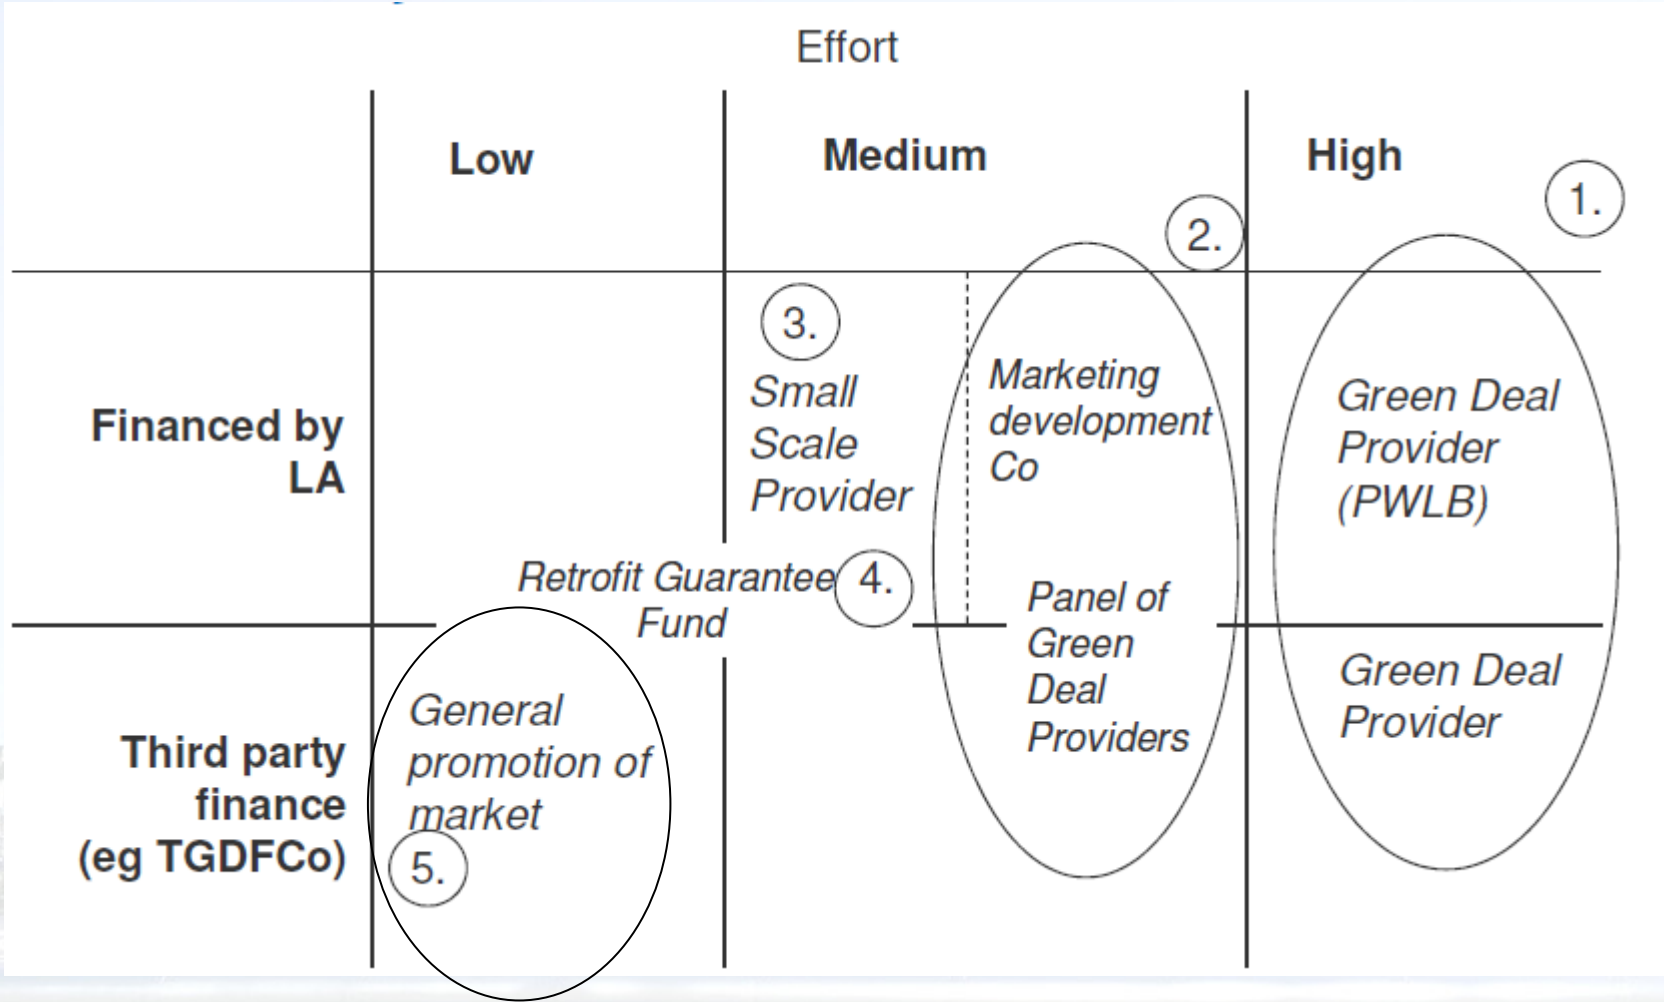 Effort
Low
Medium
High
1.
2.
Financed by
LA
3.
Small
Scale
Provider
Marketing
development
Co
Green Deal
Provider
(PWLB)
Retrofit Guarantee
Fund
4.
Panel of
Green
Deal
Providers
Third party
finance
(eg TGDFCo)
General
promotion of
market
5.
Green Deal
Provider